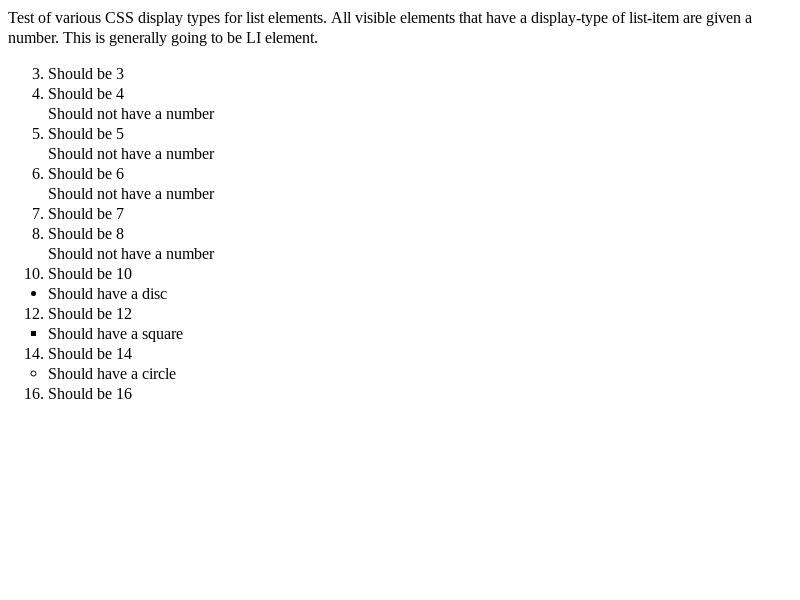 Test of various CSS display types for list elements. All visible elements that have a display-type of list-item are given a
number. This is generally going to be LI element.
3. Should be 3
4. Should be 4
Should not have a number
5. Should be 5
Should not have a number
6. Should be 6
Should not have a number
7. Should be 7
8. Should be 8
Should not have a number
10. Should be 10
• Should have a disc
12. Should be 12
▪ Should have a square
14. Should be 14
◦ Should have a circle
16. Should be 16